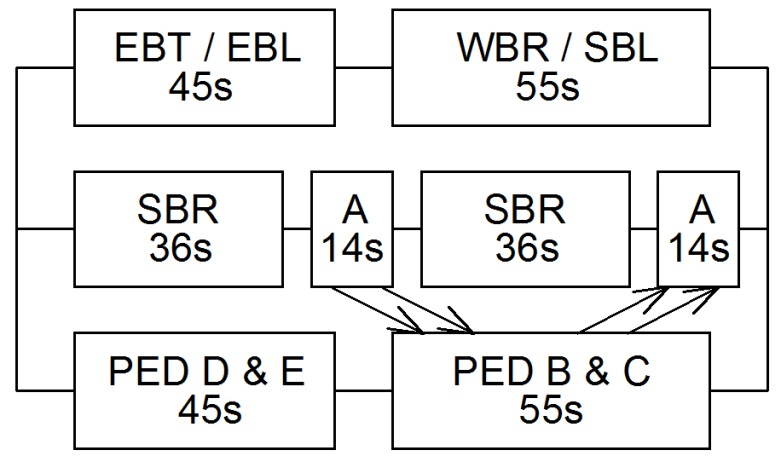 EBT / EBL
45s
WBR / SBL
55s
SBR
36s
A
14s
SBR
36s
A
14s
PED D & E
45s
PED B & C
55s